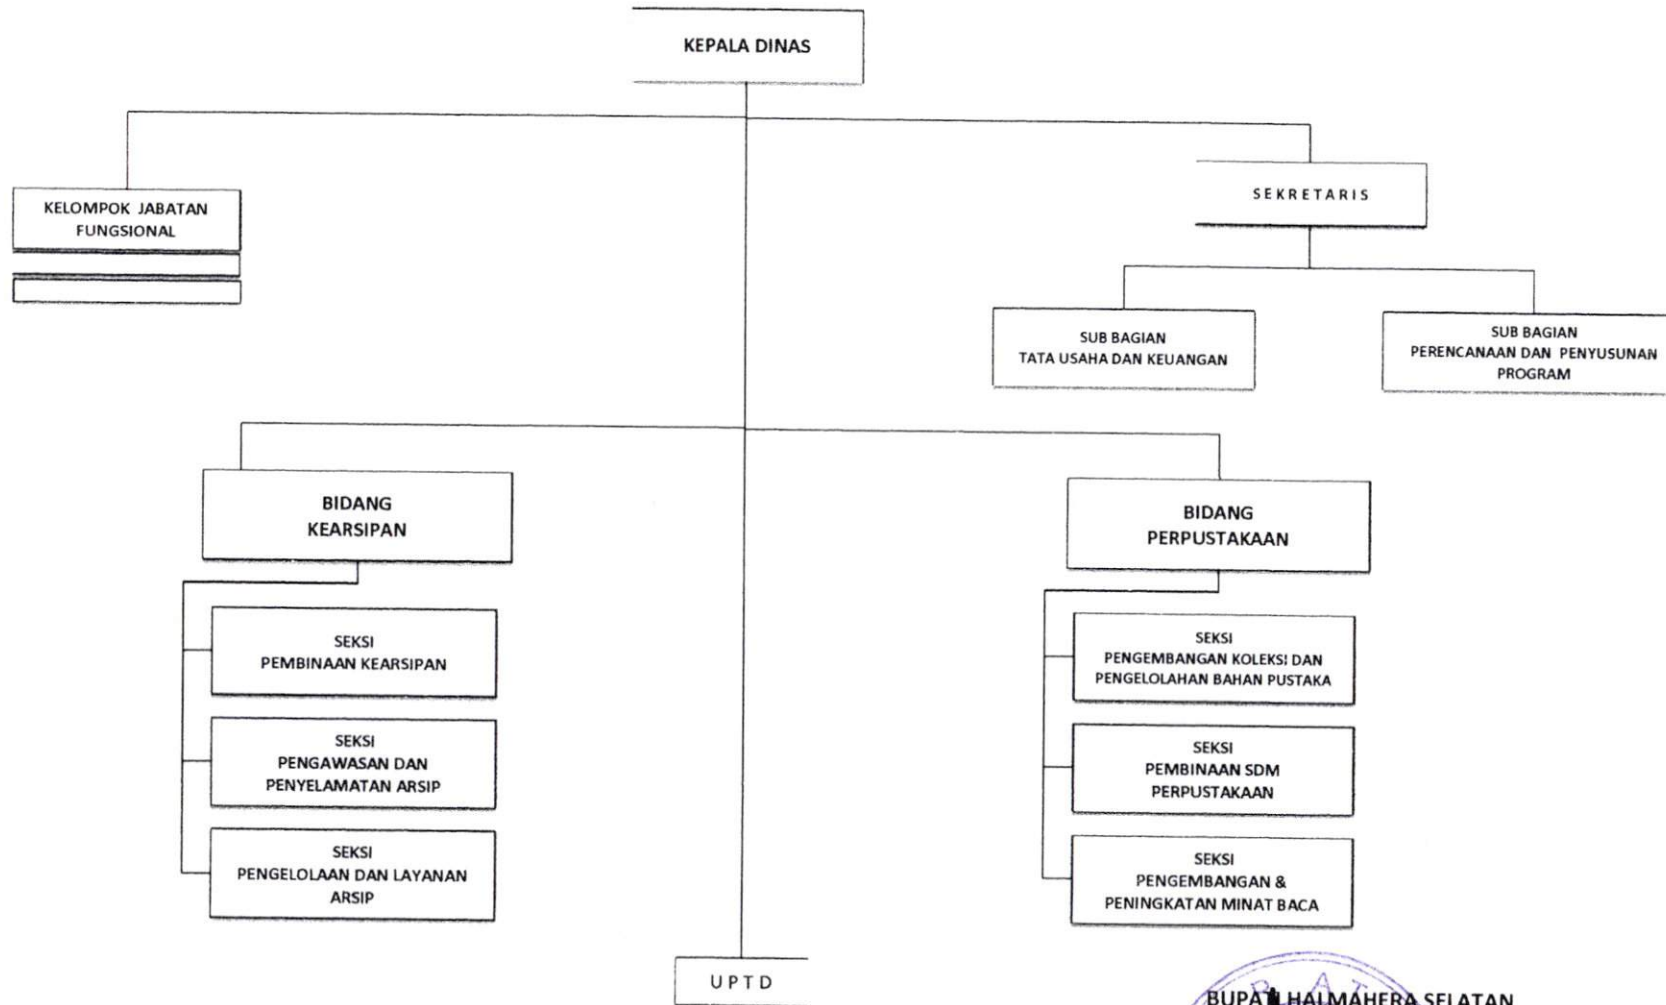 KEPALA DINAS
KELOMPOK JABATAN
FUNGSIONAL
SEKRETARIS
SUB BAGIAN
TATA USAHA DAN KEUANGAN
SUB BAGIAN
PERENCANAAN DAN PENYUSUNAN
PROGRAM
BIDANG
KEARSIPAN
SEKSI
PEMBINAAN KEARSIPAN
SEKSI
PENGAWASAN DAN
PENYELAMATAN ARSIP
SEKSI
PENGELOLAAN DAN LAYANAN
ARSIP
BIDANG
PERPUSTAKAAN
SEKSI
PENGEMBANGAN KOLEKSI DAN
PENGELOLAHAN BAHAN PUSTAKA
SEKSI
PEMBINAAN SDM
PERPUSTAKAAN
SEKSI
PENGEMBANGAN &
PENINGKATAN MINAT BACA
UPTD
BUPATI HALMAHERA SELATAN